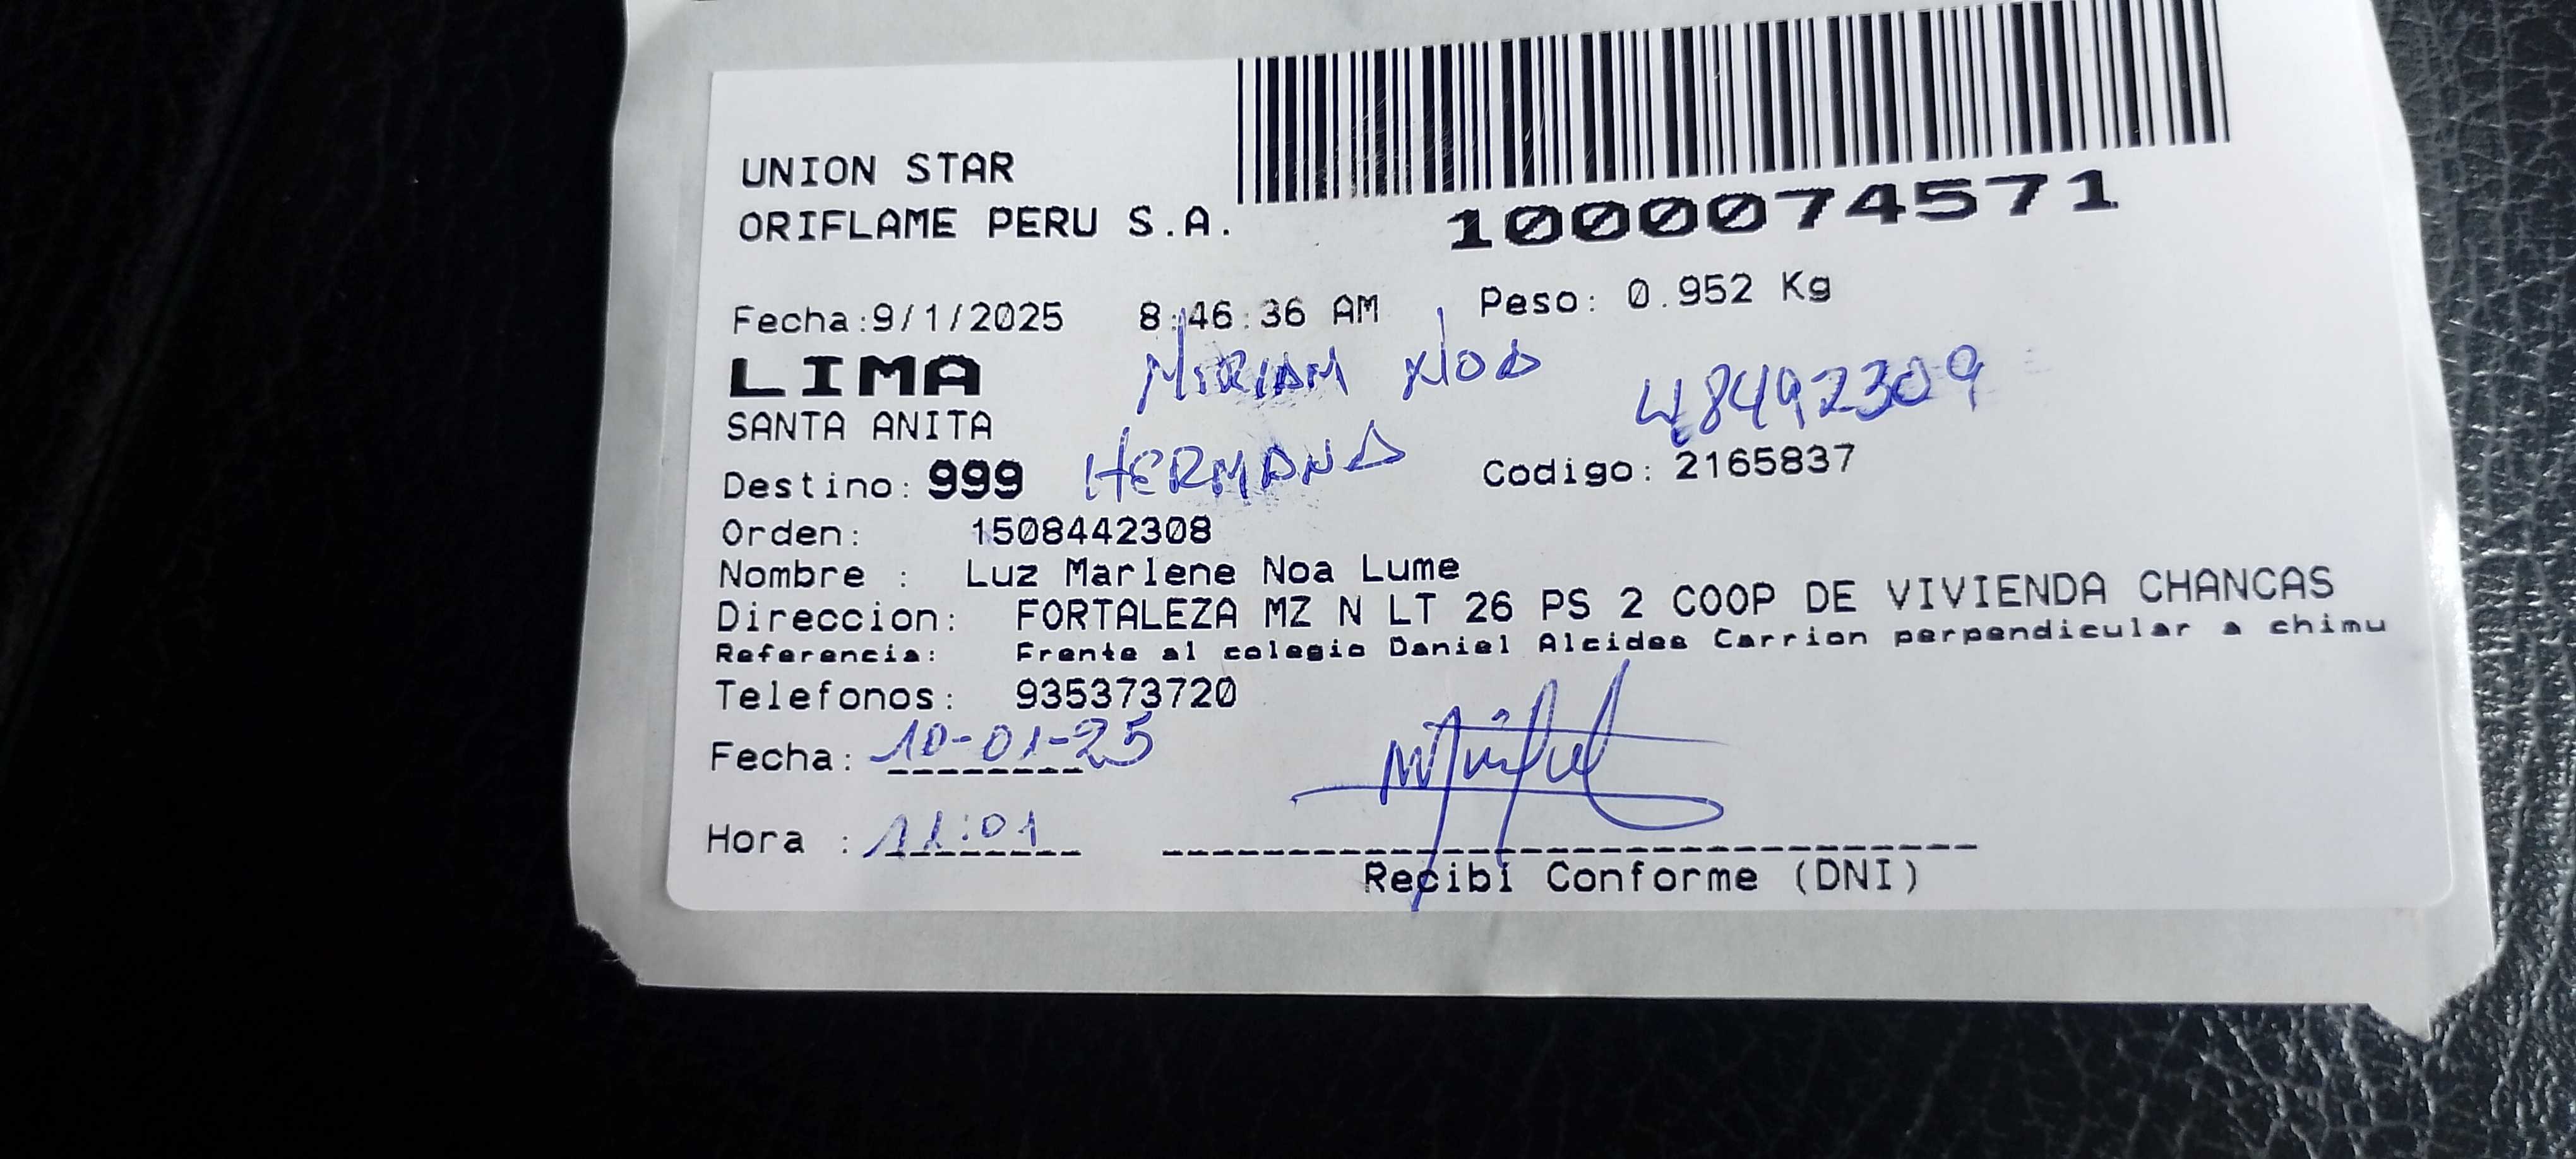 UNION STAR
ORIFLAME PERU S.A.
1000074571
Fecha:9/1/2025 8:46:36 AM Peso: 0.952 Kg
LIMA MIRIAM NOA 48492309
SANTA ANITA
Destino: 999 HERMANA Codigo: 2165837
Orden: 1508442308
Nombre : Luz Marlene Noa Lume
Direccion: FORTALEZA MZ N LT 26 PS 2 COOP DE VIVIENDA CHANCAS
Referencia: Frente al colegio Daniel Alcides Carrion perpendicular a chimu
Telefonos: 935373720
Fecha: 10-01-25
Hora : 11:01
Recibí Conforme (DNI)